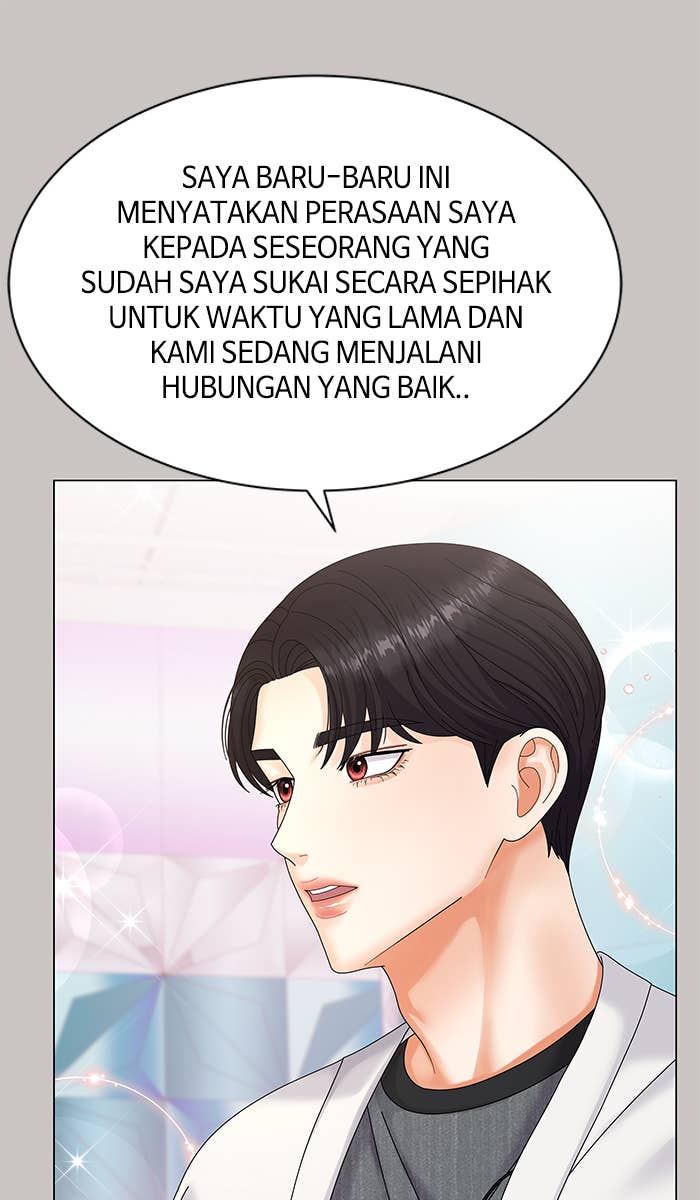 SAYA BARU-BARU INI
MENYATAKAN PERASAAN SAYA
KEPADA SESEORANG YANG
SUDAH SAYA SUKAI SECARA SEPIHAK
UNTUK WAKTU YANG LAMA DAN
KAMI SEDANG MENJALANI
HUBUNGAN YANG BAIK..